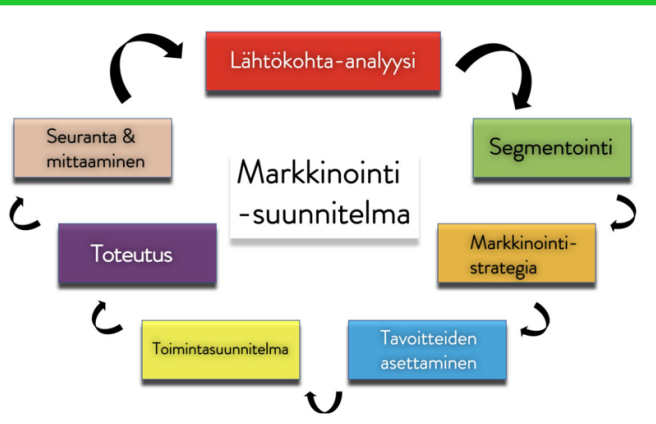 Lähtökohta-analyysi
Segmentointi
Markkinointi-
strategia
Tavoitteiden
asettaminen
Toimintasuunnitelma
Toteutus
Seuranta &
mittaaminen
Markkinointi
-suunnitelma